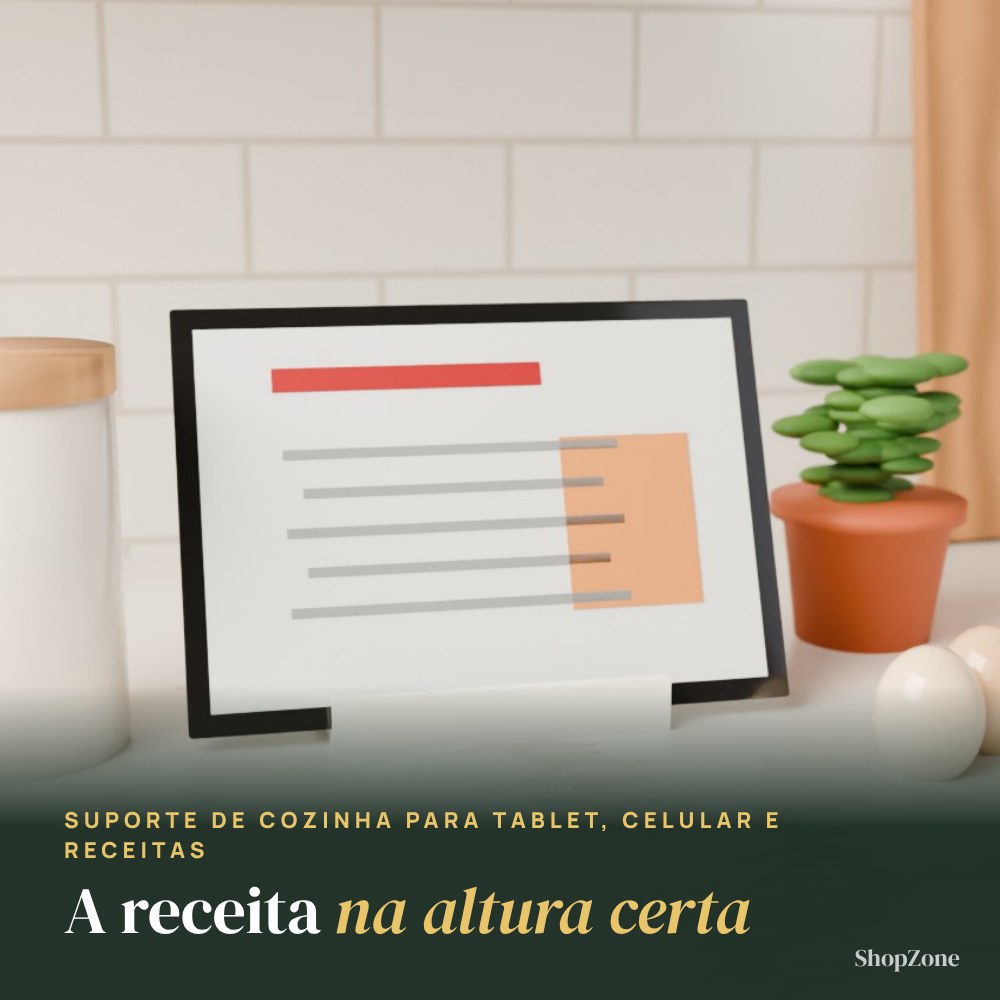 SUPORTE DE COZINHA PARA TABLET, CELULAR E
RECEITAS
A receita na altura certa
ShopZone